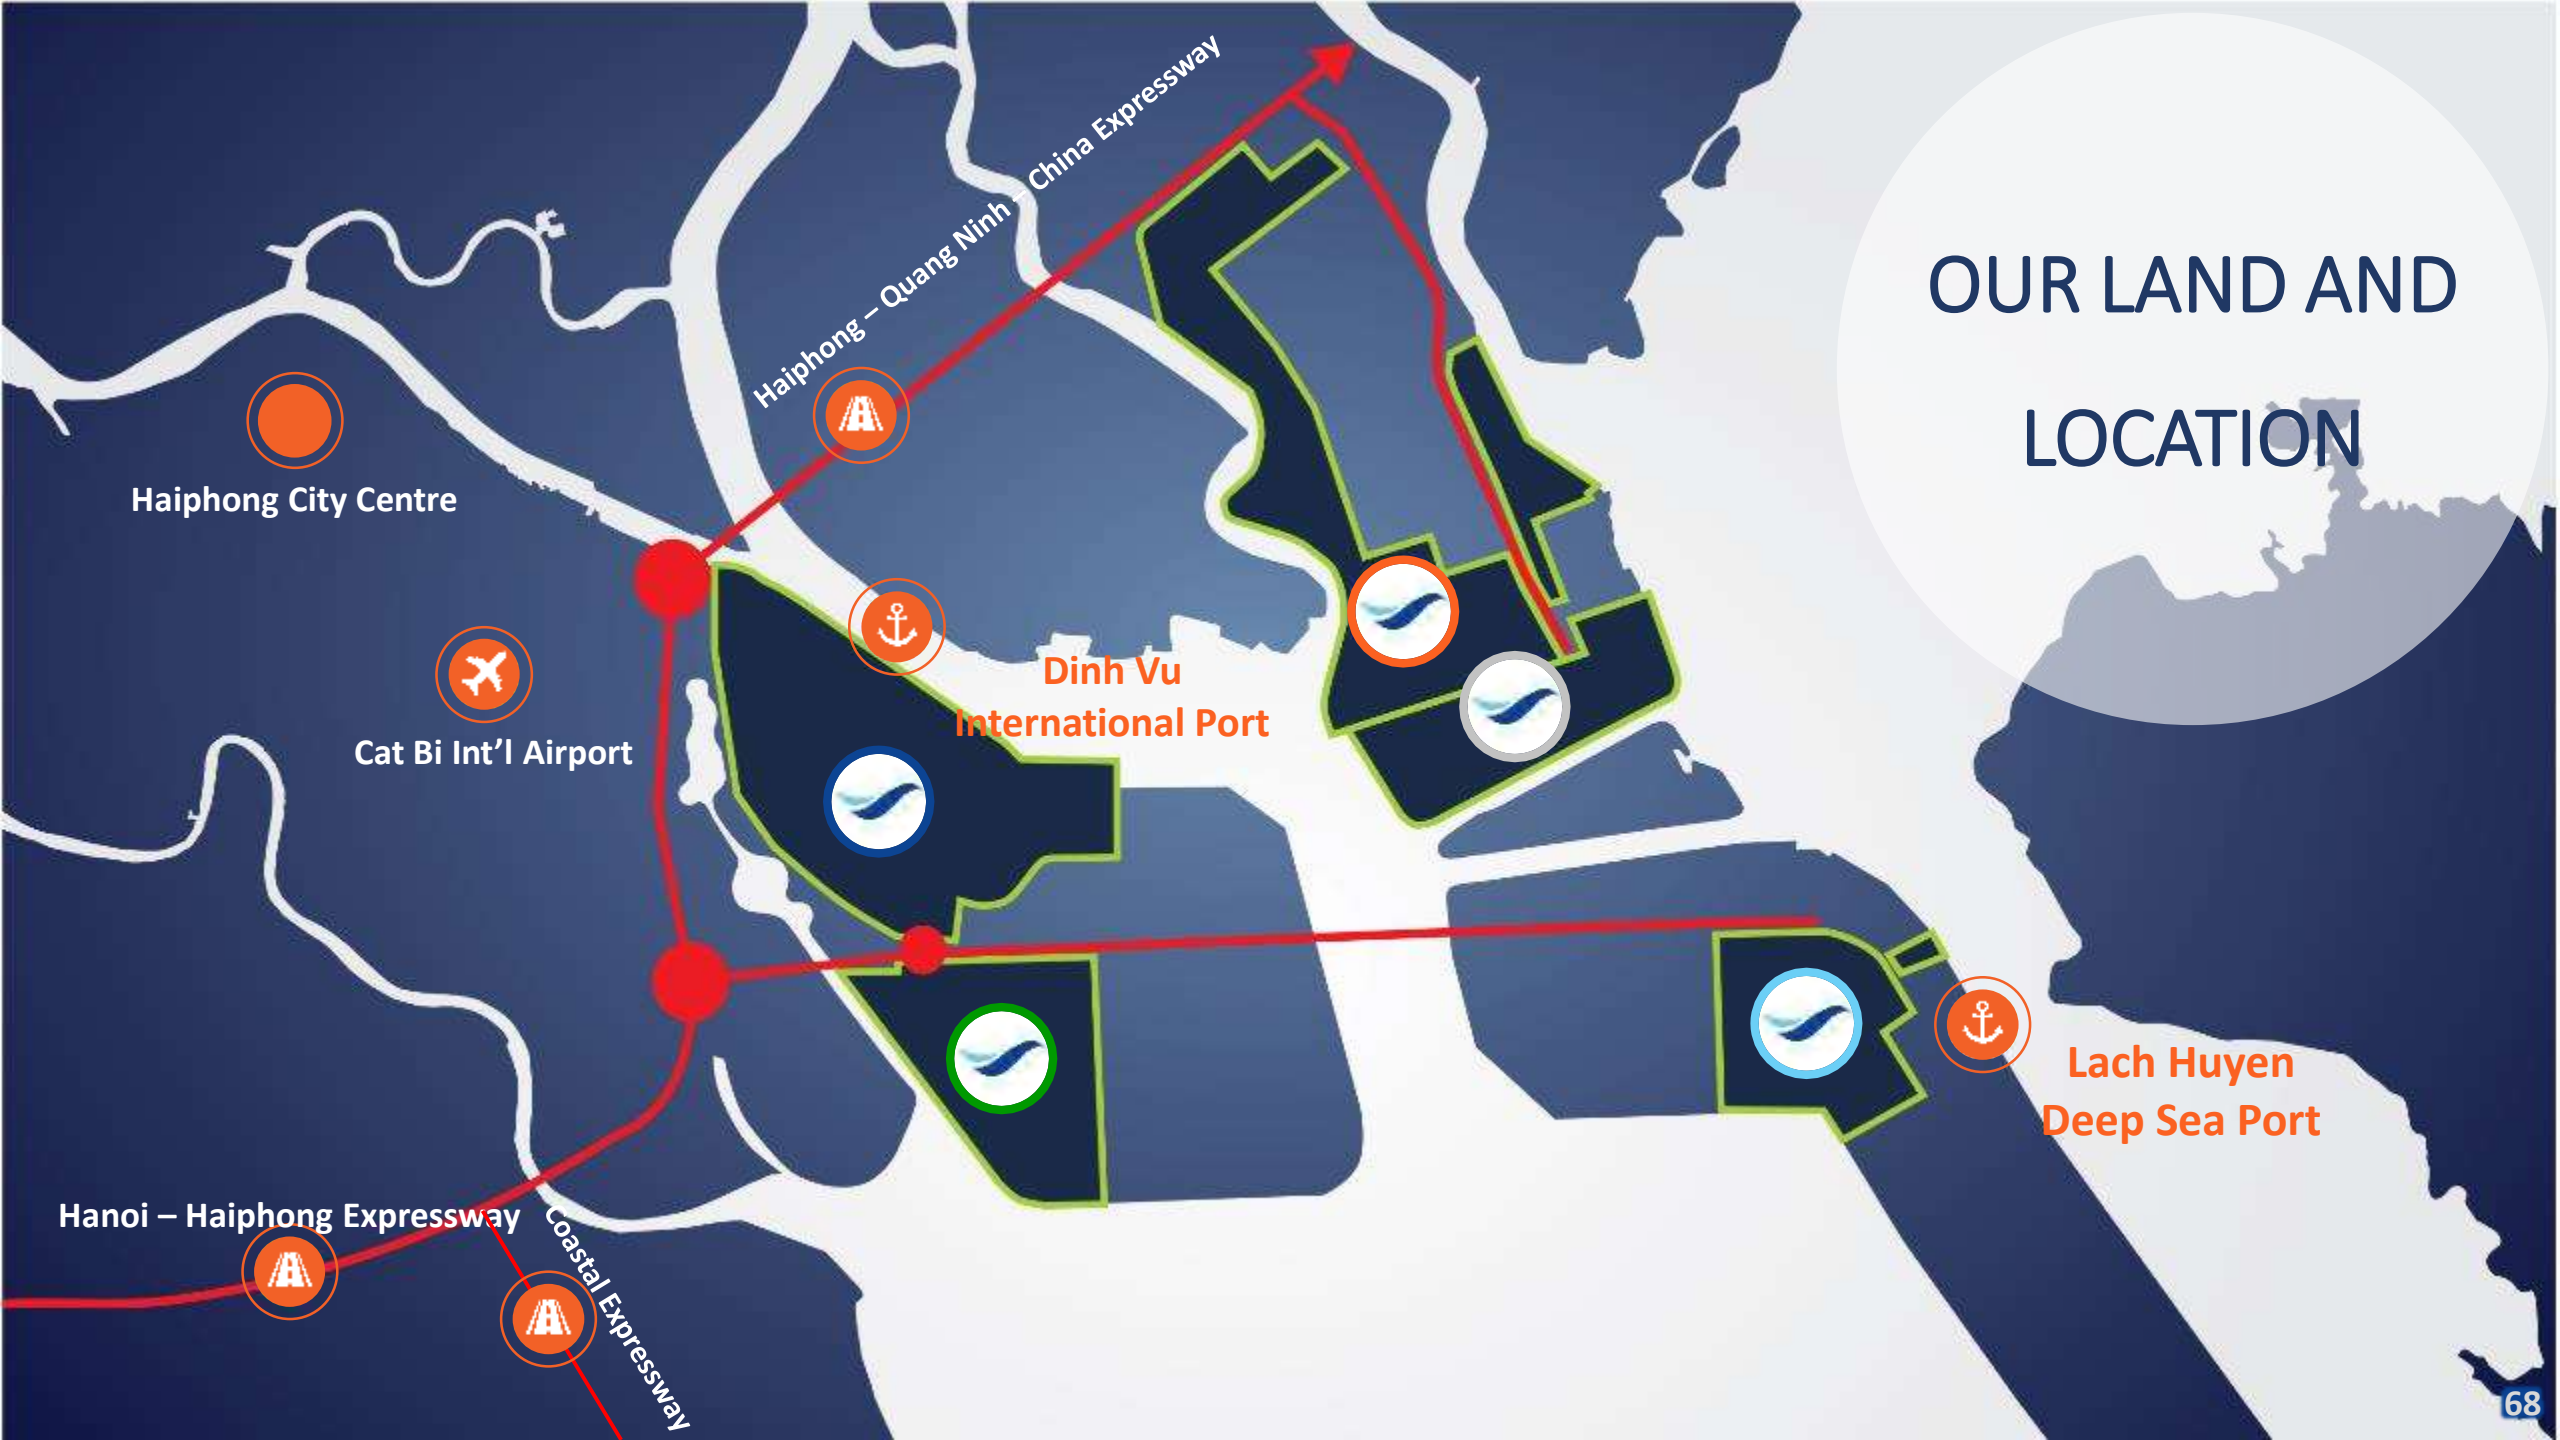 OUR LAND AND
LOCATION
Haiphong – Quang Ninh - China Expressway
Haiphong City Centre
Dinh Vu
International Port
Cat Bi Int’l Airport
Lach Huyen
Deep Sea Port
Hanoi – Haiphong Expressway
Coastal Expressway
68